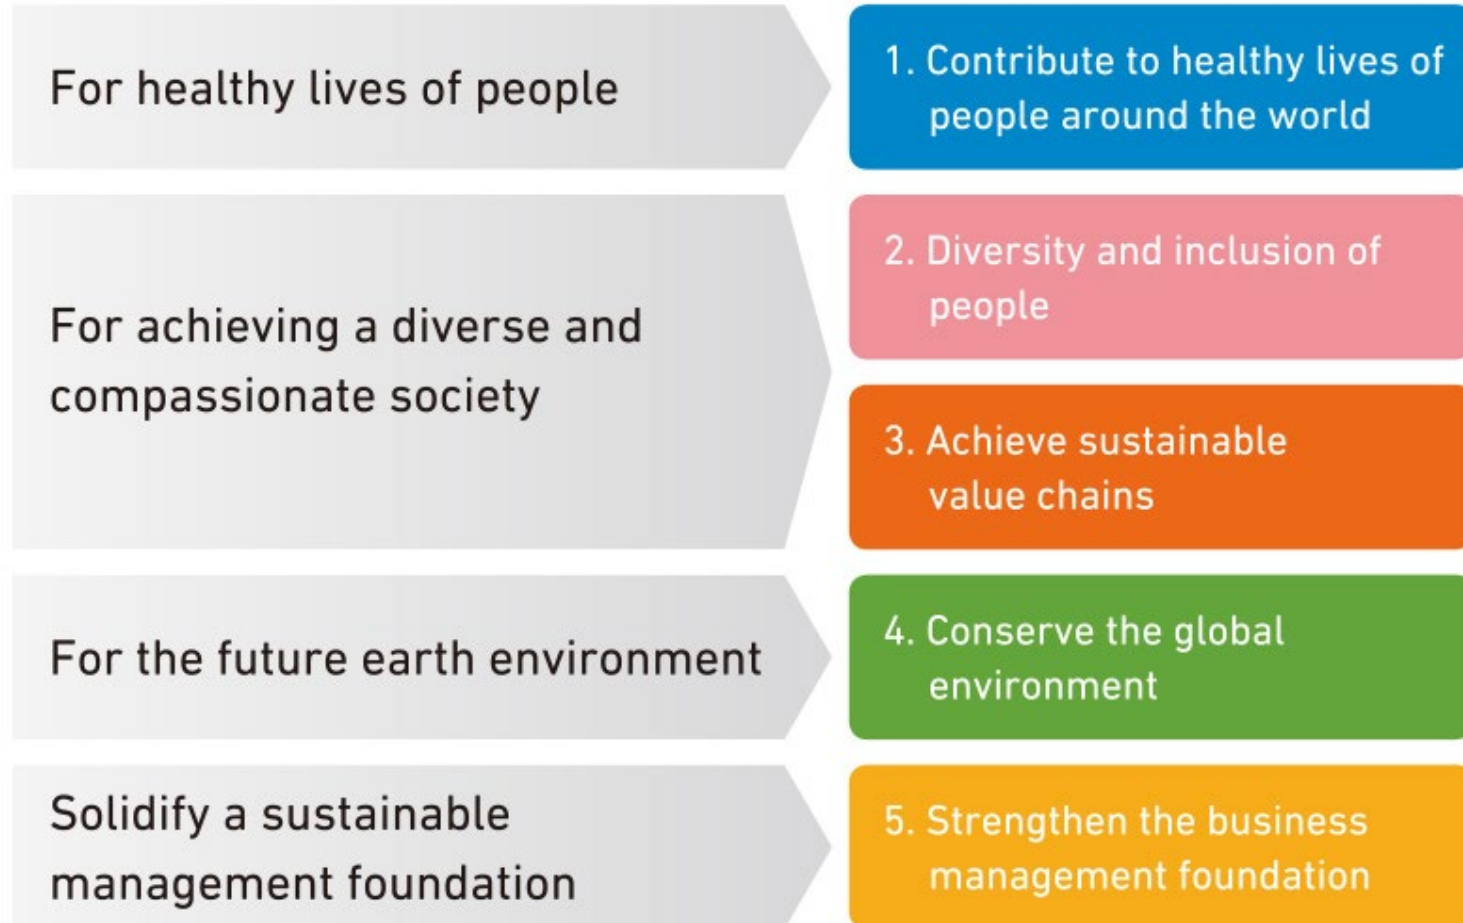 For healthy lives of people
1. Contribute to healthy lives of
people around the world
For achieving a diverse and
compassionate society
2. Diversity and inclusion of
people
3. Achieve sustainable
value chains
For the future earth environment
4. Conserve the global
environment
Solidify a sustainable
management foundation
5. Strengthen the business
management foundation